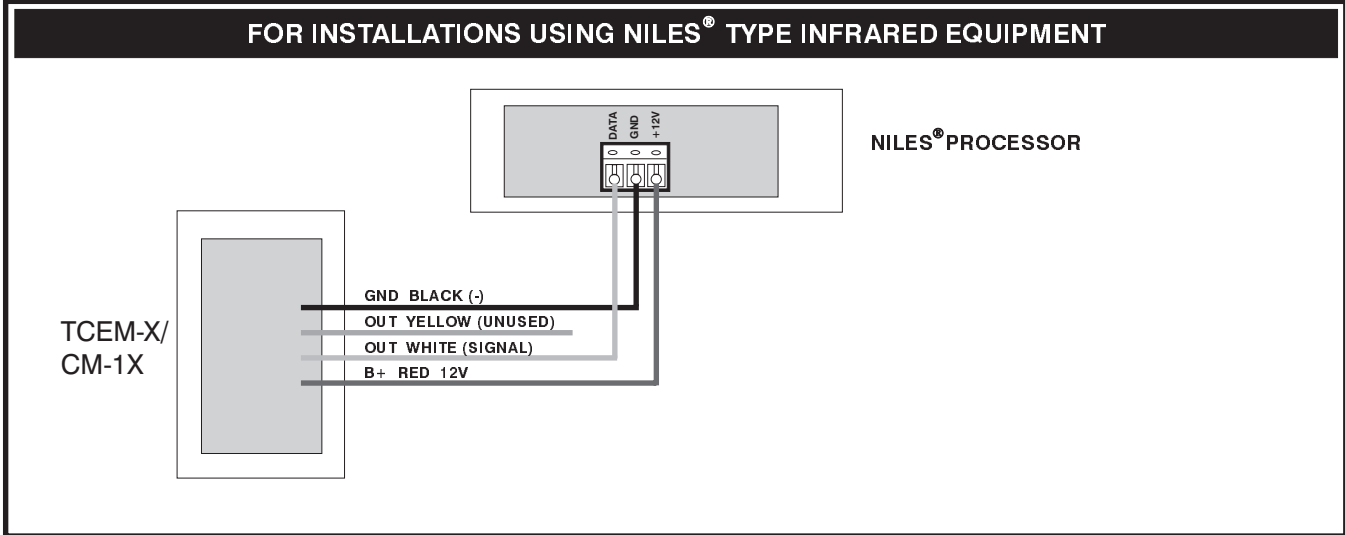 FOR INSTALLATIONS USING NILES® TYPE INFRARED EQUIPMENT
DATA
GND
+12V
NILES® PROCESSOR
GND BLACK (-)
OUT YELLOW (UNUSED)
OUT WHITE (SIGNAL)
B+ RED 12V
TCEM-X/
CM-1X